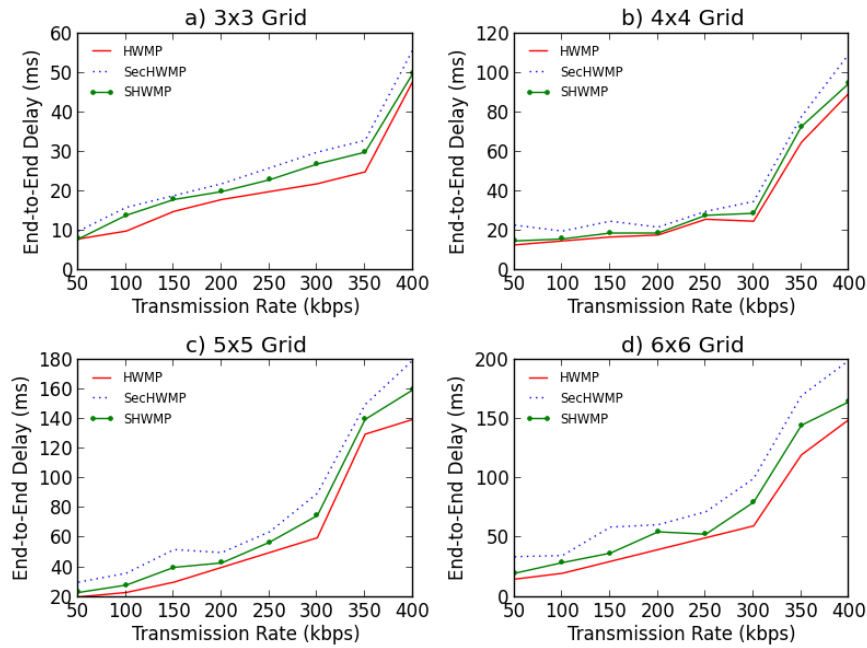 a) 3x3 Grid
60
50
40
30
20
10
0
End-to-End Delay (ms)
HWMP
SecHWMP
SHWMP
50 100 150 200 250 300 350 400
Transmission Rate (kbps)
b) 4x4 Grid
120
100
80
60
40
20
0
End-to-End Delay (ms)
HWMP
SecHWMP
SHWMP
50 100 150 200 250 300 350 400
Transmission Rate (kbps)
c) 5x5 Grid
180
160
140
120
100
80
60
40
20
End-to-End Delay (ms)
HWMP
SecHWMP
SHWMP
50 100 150 200 250 300 350 400
Transmission Rate (kbps)
d) 6x6 Grid
200
150
100
50
0
End-to-End Delay (ms)
HWMP
SecHWMP
SHWMP
50 100 150 200 250 300 350 400
Transmission Rate (kbps)